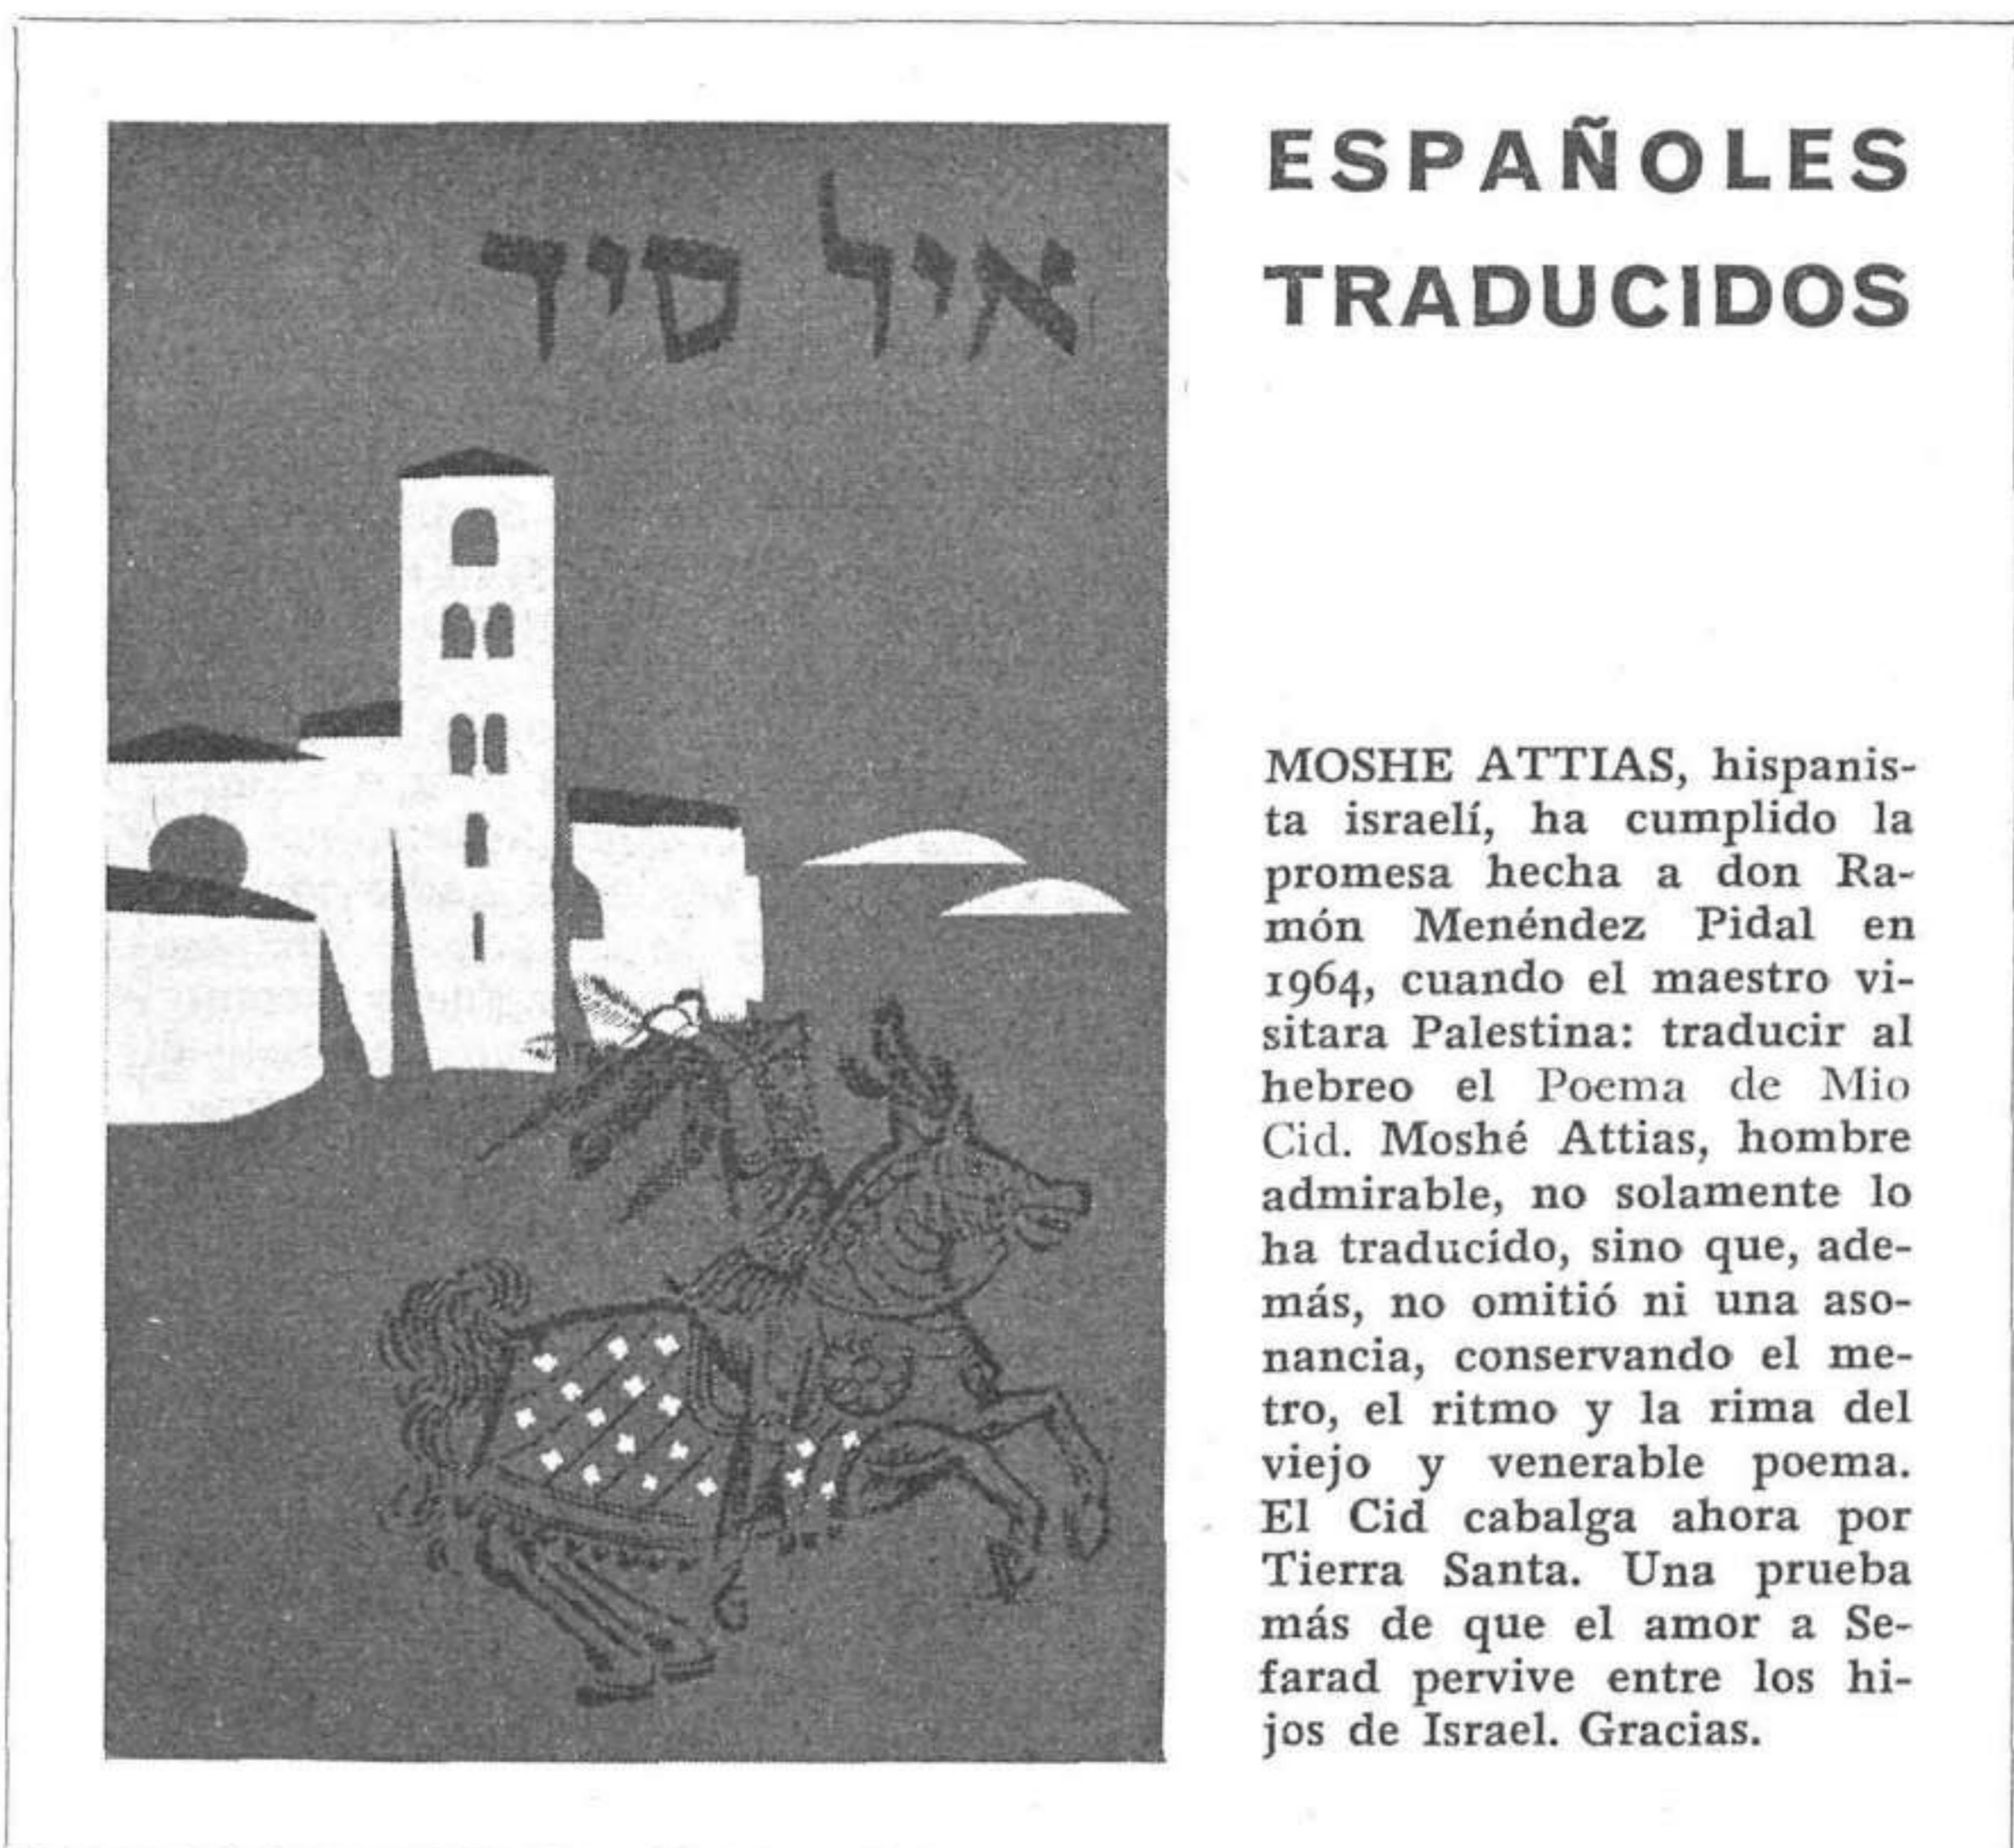 איל סיד
ESPAÑOLES
TRADUCIDOS
MOSHE ATTIAS, hispanis-
ta israelí, ha cumplido la
promesa hecha a don Ra-
món Menéndez Pidal en
1964, cuando el maestro vi-
sitara Palestina: traducir al
hebreo el Poema de Mio
Cid. Moshé Attias, hombre
admirable, no solamente lo
ha traducido, sino que, ade-
más, no omitió ni una aso-
nancia, conservando el me-
tro, el ritmo y la rima del
viejo y venerable poema.
El Cid cabalga ahora por
Tierra Santa. Una prueba
más de que el amor a Se-
farad pervive entre los hi-
jos de Israel. Gracias.